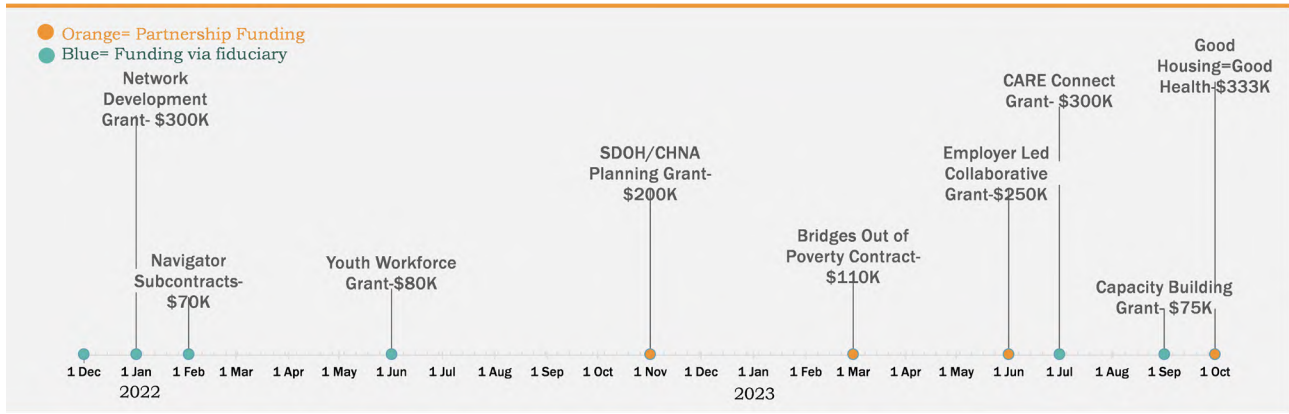 Orange= Partnership Funding
Blue= Funding via fiduciary
Network
Development
Grant- $300K
Navigator
Subcontracts-
$70K
Youth Workforce
Grant-$80K
SDOH/CHNA
Planning Grant-
$200K
Bridges Out of
Poverty Contract-
$110K
Employer Led
Collaborative
Grant-$250K
CARE Connect
Grant- $300K
Capacity Building
Grant- $75K
Good
Housing=Good
Health-$333K
1 Dec 1 Jan 1 Feb 1 Mar 1 Apr 1 May 1 Jun 1 Jul 1 Aug 1 Sep 1 Oct 1 Nov 1 Dec 1 Jan 1 Feb 1 Mar 1 Apr 1 May 1 Jun 1 Jul 1 Aug 1 Sep 1 Oct
2022 2023